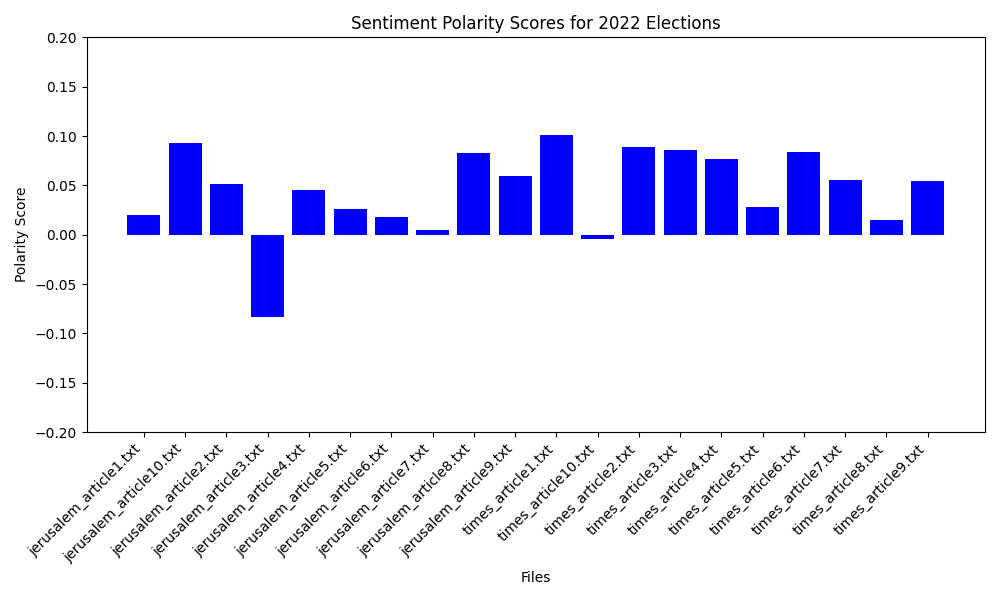 Sentiment Polarity Scores for 2022 Elections
0.20
0.15
0.10
0.05
0.00
−0.05
−0.10
−0.15
−0.20
Polarity Score
jerusalem_article1.txt
jerusalem_article10.txt
jerusalem_article2.txt
jerusalem_article3.txt
jerusalem_article4.txt
jerusalem_article5.txt
jerusalem_article6.txt
jerusalem_article7.txt
jerusalem_article8.txt
jerusalem_article9.txt
times_article1.txt
times_article10.txt
times_article2.txt
times_article3.txt
times_article4.txt
times_article5.txt
times_article6.txt
times_article7.txt
times_article8.txt
times_article9.txt
Files